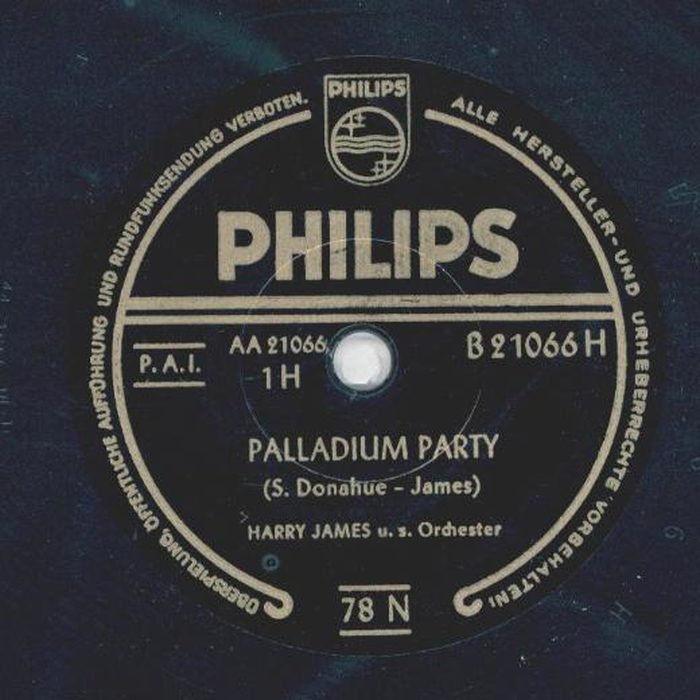 PHILIPS
ALLE HERSTELLER- UND URHEBERRECHTE VORBEHALTEN!
ÜBERSPIELUNG, ÖFFENTLICHE AUFFÜHRUNG UND RUNDFUNKSENDUNG VERBOTEN.
PHILIPS
P.A.I.
AA 21066
1 H
B 21066 H
PALLADIUM PARTY
(S. Donahue - James)
HARRY JAMES u. s. Orchester
78 N